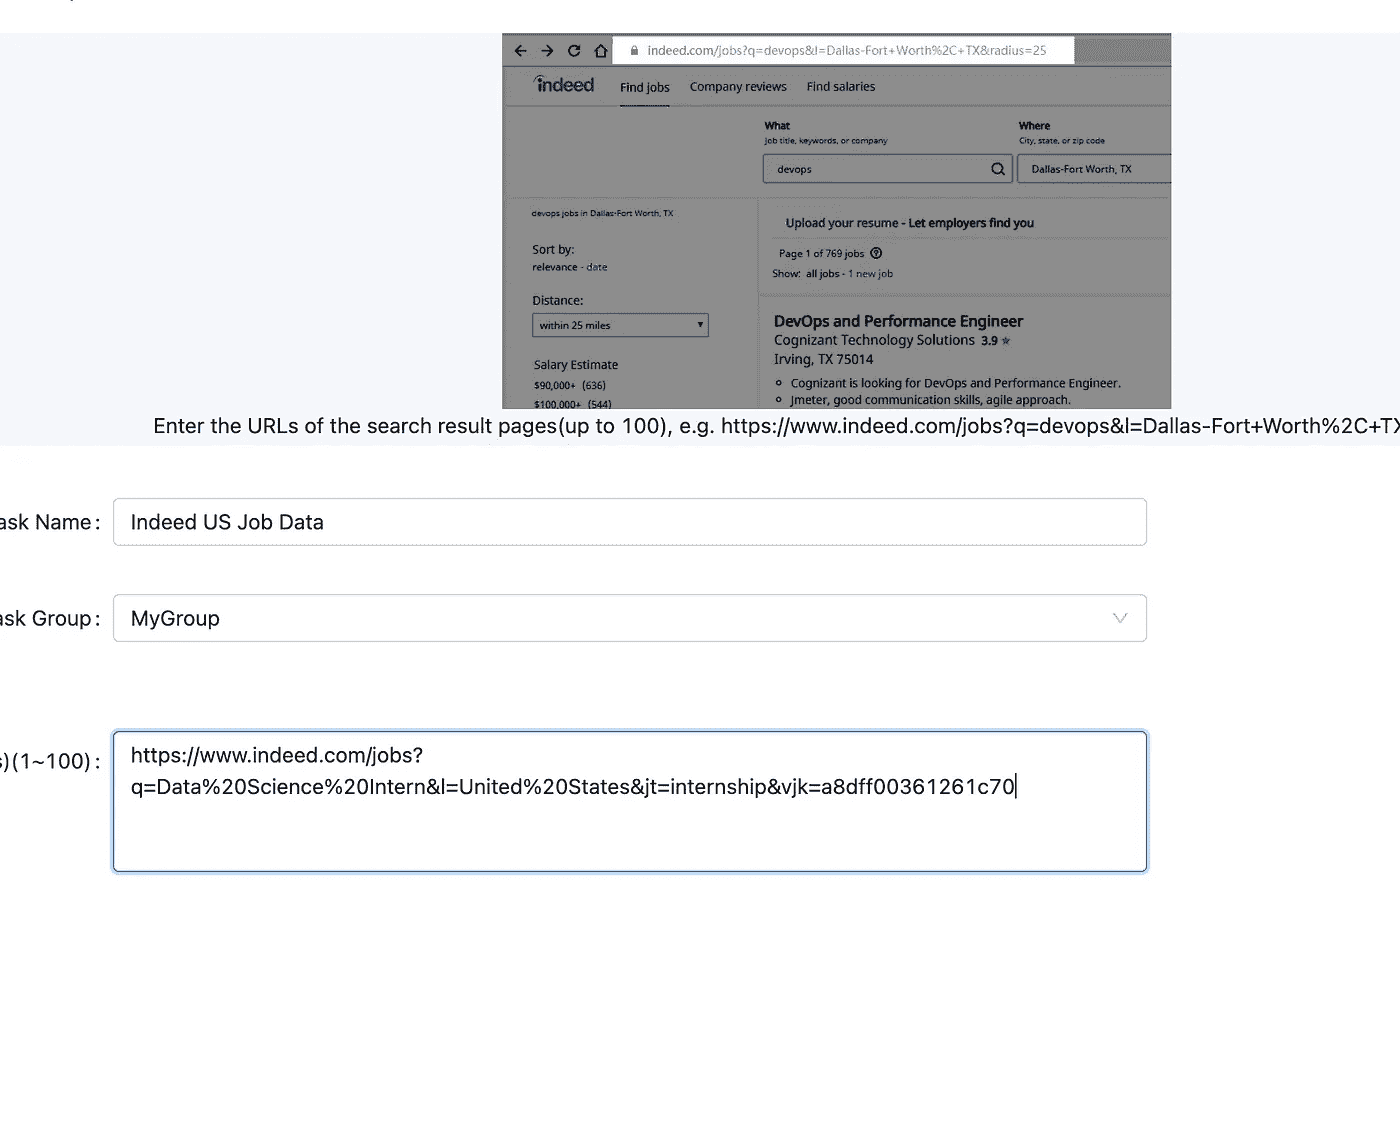 indeed.com/jobs?q=devops&l=Dallas-Fort+Worth%2C+TX&radius=25
indeed Find jobs Company reviews Find salaries
What
Job title, keywords, or company
devops
Where
City, state, or zip code
Dallas-Fort Worth, TX
devops jobs in Dallas-Fort Worth, TX
Sort by:
relevance - date
Distance:
within 25 miles
Salary Estimate
$90,000+ (636)
$100,000+ (544)
Upload your resume - Let employers find you
Page 1 of 769 jobs
Show: all jobs - 1 new job
DevOps and Performance Engineer
Cognizant Technology Solutions 3.9
Irving, TX 75014
Cognizant is looking for DevOps and Performance Engineer.
Jmeter, good communication skills, agile approach.
Enter the URLs of the search result pages(up to 100), e.g. https://www.indeed.com/jobs?q=devops&l=Dallas-Fort+Worth%2C+TX
ask Name: Indeed US Job Data
ask Group: MyGroup
s)(1~100): https://www.indeed.com/jobs?
q=Data%20Science%20Intern&l=United%20States&jt=internship&vjk=a8dff00361261c70